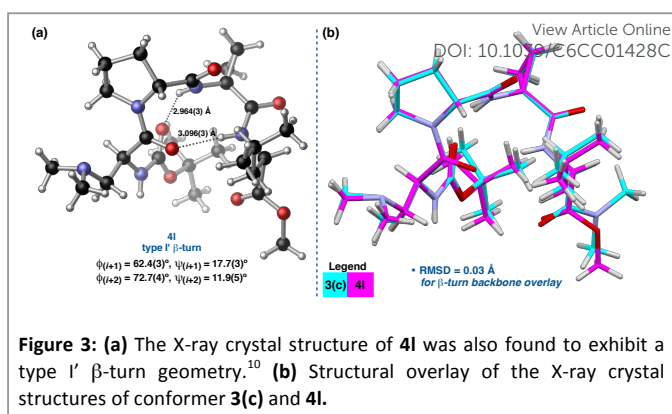 (a)
(b)
View Article Online
DOI: 10.1039/C6CC01428C
2.964(3) Å
3.096(3) Å
4l
type I′ β-turn
ϕ(i+1) = 62.4(3)º, ψ(i+1) = 17.7(3)º
ϕ(i+2) = 72.7(4)º, ψ(i+2) = 11.9(5)º
Legend
3(c) 4l
• RMSD = 0.03 Å
for β-turn backbone overlay
Figure 3: (a) The X-ray crystal structure of 4l was also found to exhibit a
type I′ β-turn geometry.10 (b) Structural overlay of the X-ray crystal
structures of conformer 3(c) and 4l.